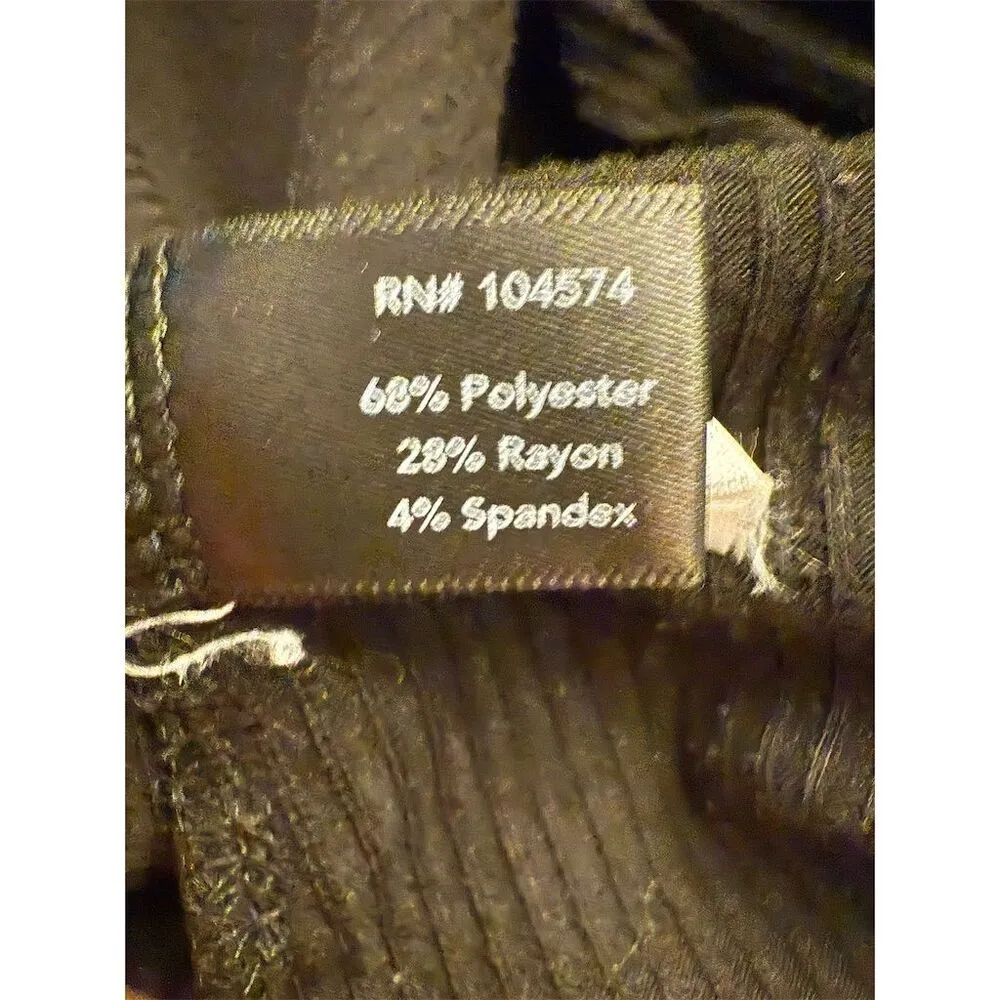 RN# 104574
68% Polyester
28% Rayon
4% Spandex